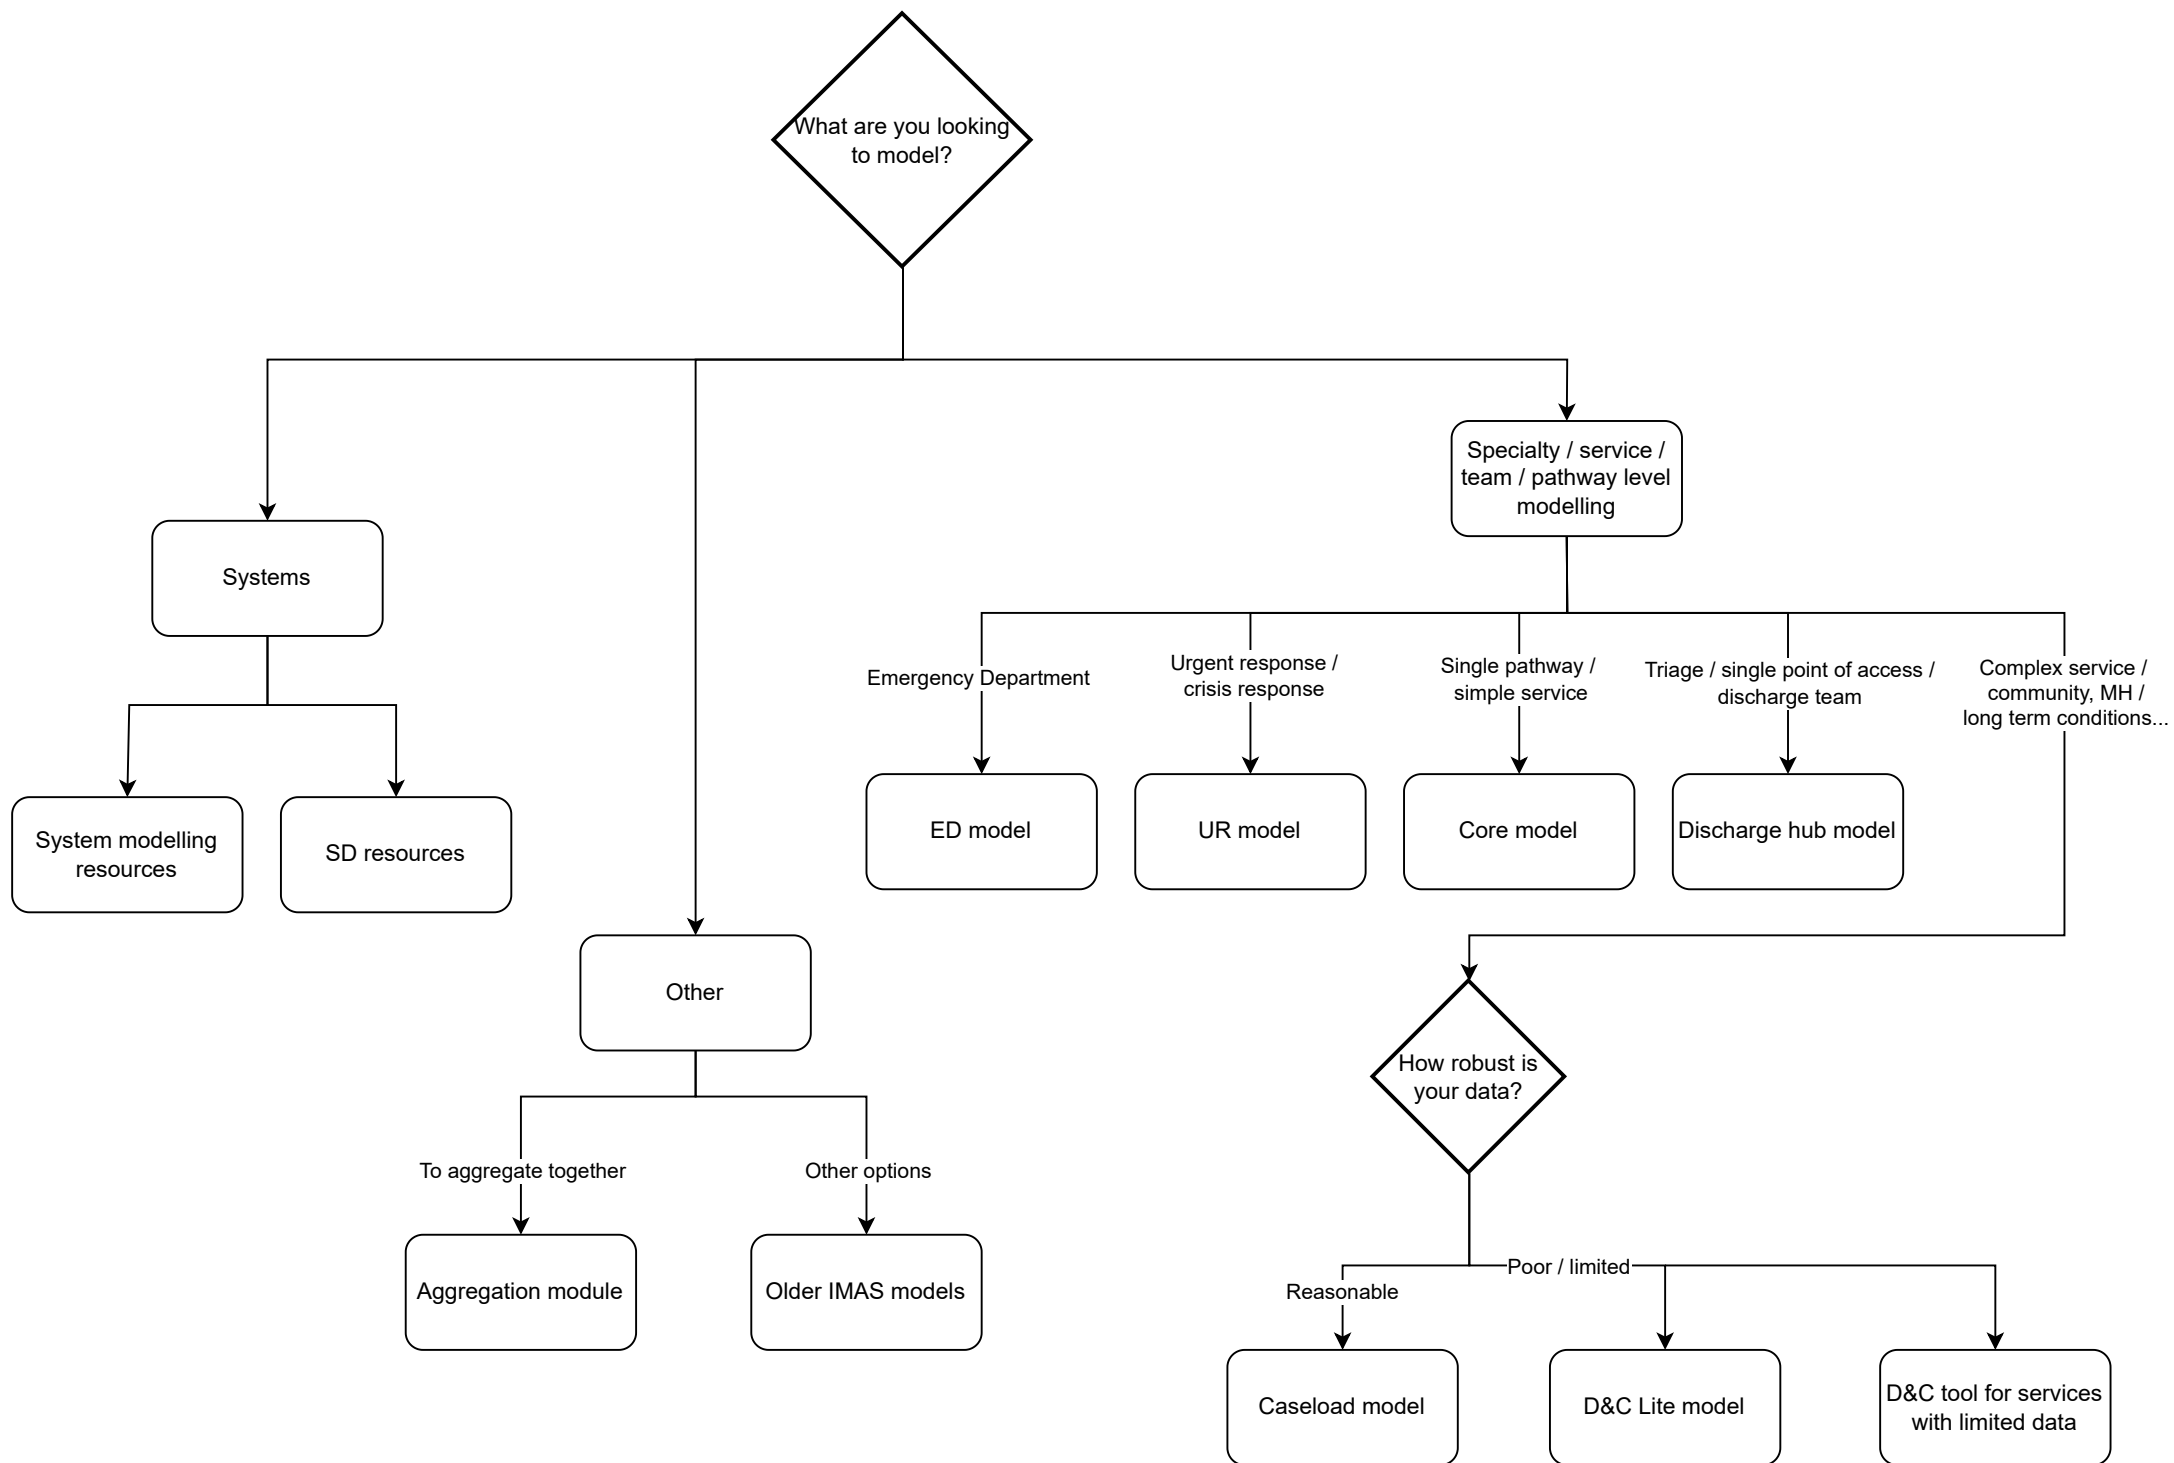 What are you looking
to model?
Specialty / service /
team / pathway level
modelling
Systems
Emergency Department
Urgent response /
crisis response
Single pathway /
simple service
Triage / single point of access /
discharge team
Complex service /
community, MH /
long term conditions...
System modelling
resources
SD resources
ED model
UR model
Core model
Discharge hub model
Other
How robust is
your data?
To aggregate together
Other options
Aggregation module
Older IMAS models
Reasonable
Poor / limited
Caseload model
D&C Lite model
D&C tool for services
with limited data